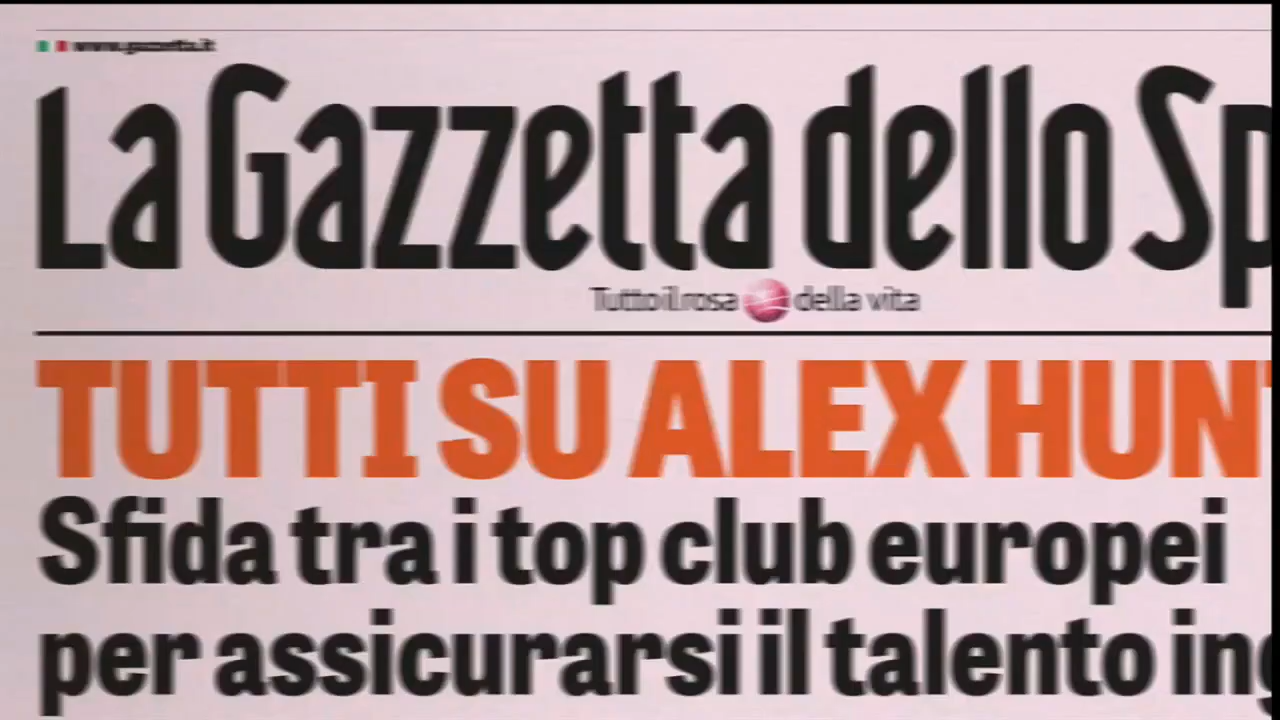 www.gazzetta.it
La Gazzetta dello Sp
Tutto il rosa della vita
TUTTI SU ALEX HUNT
Sfida tra i top club europei
per assicurarsi il talento ing